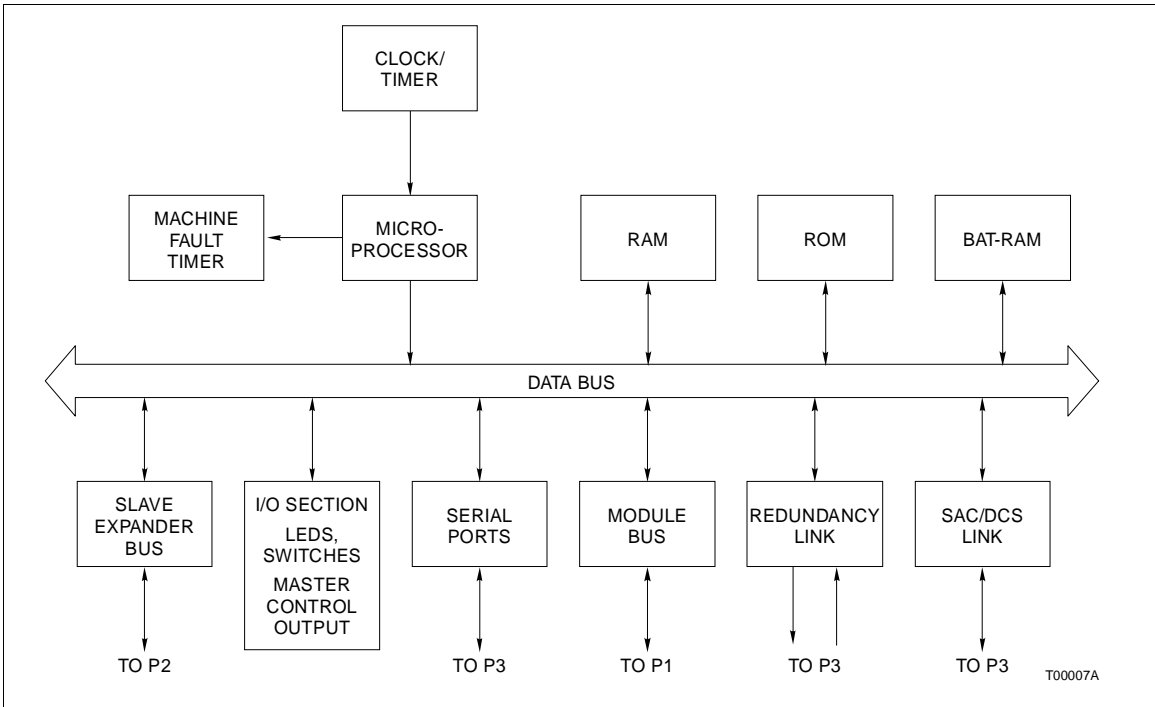 CLOCK/
TIMER
MACHINE
FAULT
TIMER
MICRO-
PROCESSOR
RAM
ROM
BAT-RAM
DATA BUS
SLAVE
EXPANDER
BUS
I/O SECTION
LEDS,
SWITCHES
MASTER
CONTROL
OUTPUT
SERIAL
PORTS
MODULE
BUS
REDUNDANCY
LINK
SAC/DCS
LINK
TO P2
TO P3
TO P1
TO P3
TO P3
T00007A